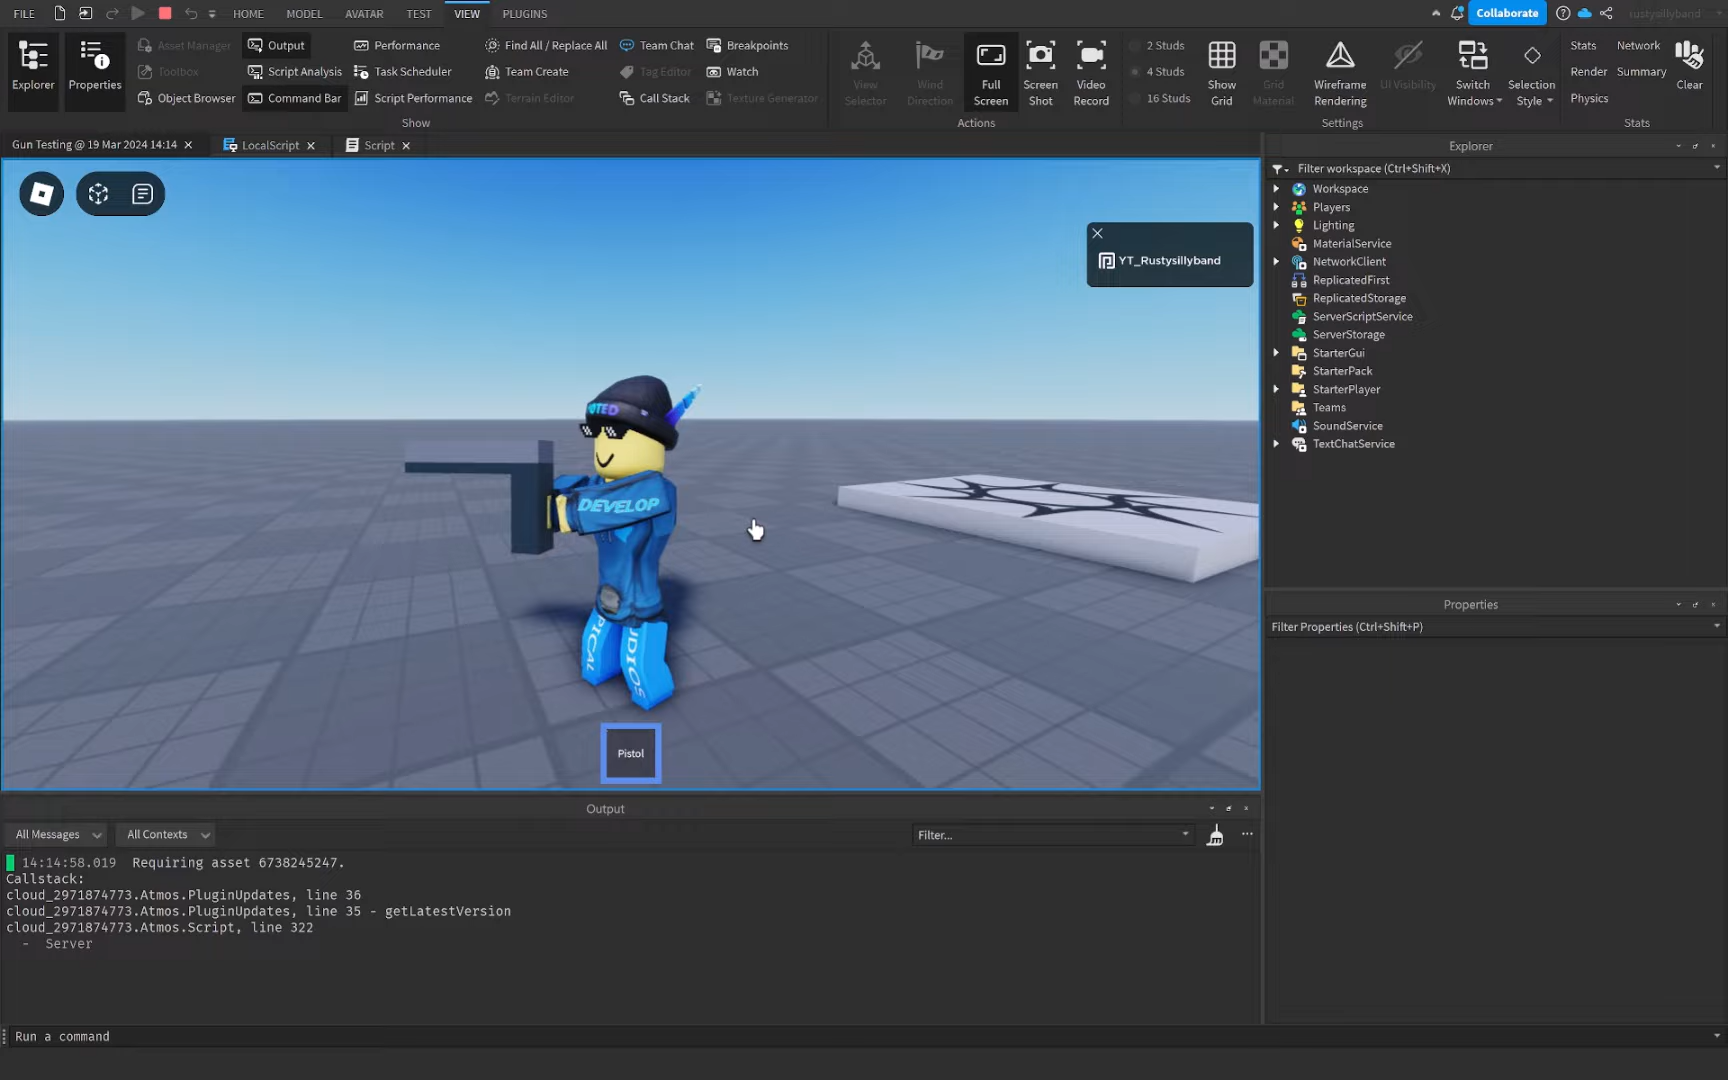 FILE HOME MODEL AVATAR TEST VIEW PLUGINS Collaborate rustysillyband
Explorer
Properties
Asset Manager
Toolbox
Object Browser
Output
Script Analysis
Command Bar
Performance
Task Scheduler
Script Performance
Find All / Replace All
Team Create
Terrain Editor
Team Chat
Tag Editor
Call Stack
Breakpoints
Watch
Texture Generator
Show
View
Selector
Wind
Direction
Full
Screen
Screen
Shot
Video
Record
Actions
2 Studs
4 Studs
16 Studs
Show
Grid
Grid
Material
Wireframe
Rendering
UI Visibility
Switch
Windows
Selection
Style
Settings
Stats
Render
Physics
Network
Summary
Clear
Stats
Gun Testing @ 19 Mar 2024 14:14
LocalScript
Script
YT_Rustysillyband
DEVELOP
Pistol
Explorer
Filter workspace (Ctrl+Shift+X)
Workspace
Players
Lighting
MaterialService
NetworkClient
ReplicatedFirst
ReplicatedStorage
ServerScriptService
ServerStorage
StarterGui
StarterPack
StarterPlayer
Teams
SoundService
TextChatService
Properties
Filter Properties (Ctrl+Shift+P)
Output
All Messages
All Contexts
Filter...
14:14:58.019 Requiring asset 6738245247.
Callstack:
cloud_2971874773.Atmos.PluginUpdates, line 36
cloud_2971874773.Atmos.PluginUpdates, line 35 - getLatestVersion
cloud_2971874773.Atmos.Script, line 322
- Server
Run a command